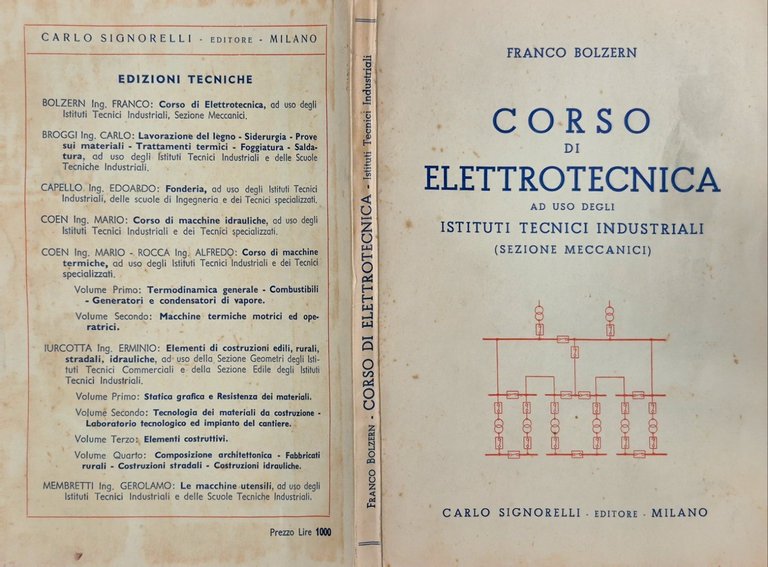 CARLO SIGNORELLI - EDITORE - MILANO
EDIZIONI TECNICHE
BOLZERN Ing. FRANCO: Corso di Elettrotecnica, ad uso degli
Istituti Tecnici Industriali, Sezione Meccanici.
BROGGI Ing. CARLO: Lavorazione del legno - Siderurgia - Prove
sui materiali - Trattamenti termici - Foggiatura - Salda-
tura, ad uso degli Istituti Tecnici Industriali e delle Scuole
Tecniche Industriali.
CAPELLO Ing. EDOARDO: Fonderia, ad uso degli Istituti Tecnici
Industriali, delle scuole di Ingegneria e dei Tecnici specializzati.
COEN Ing. MARIO: Corso di macchine idrauliche, ad uso degli
Istituti Tecnici Industriali e dei Tecnici specializzati.
COEN Ing. MARIO - ROCCA Ing. ALFREDO: Corso di macchine
termiche, ad uso degli Istituti Tecnici Industriali e dei Tecnici
specializzati.
Volume Primo: Termodinamica generale - Combustibili
- Generatori e condensatori di vapore.
Volume Secondo: Macchine termiche motrici ed ope-
ratrici.
IURCOTTA Ing. ERMINIO: Elementi di costruzioni edili, rurali,
stradali, idrauliche, ad uso della Sezione Geometri degli Isti-
tuti Tecnici Commerciali e della Sezione Edile degli Istituti
Tecnici Industriali.
Volume Primo: Statica grafica e Resistenza dei materiali.
Volume Secondo: Tecnologia dei materiali da costruzione -
Laboratorio tecnologico ed impianto del cantiere.
Volume Terzo: Elementi costruttivi.
Volume Quarto: Composizione architettonica - Fabbricati
rurali - Costruzioni stradali - Costruzioni idrauliche.
MEMBRETTI Ing. GEROLAMO: Le macchine utensili, ad uso degli
Istituti Tecnici Industriali e delle Scuole Tecniche Industriali.
Prezzo Lire 1000
FRANCO BOLZERN - CORSO DI ELETTROTECNICA - Istituti Tecnici Industriali
FRANCO BOLZERN
CORSO
DI
ELETTROTECNICA
AD USO DEGLI
ISTITUTI TECNICI INDUSTRIALI
(SEZIONE MECCANICI)
CARLO SIGNORELLI - EDITORE - MILANO